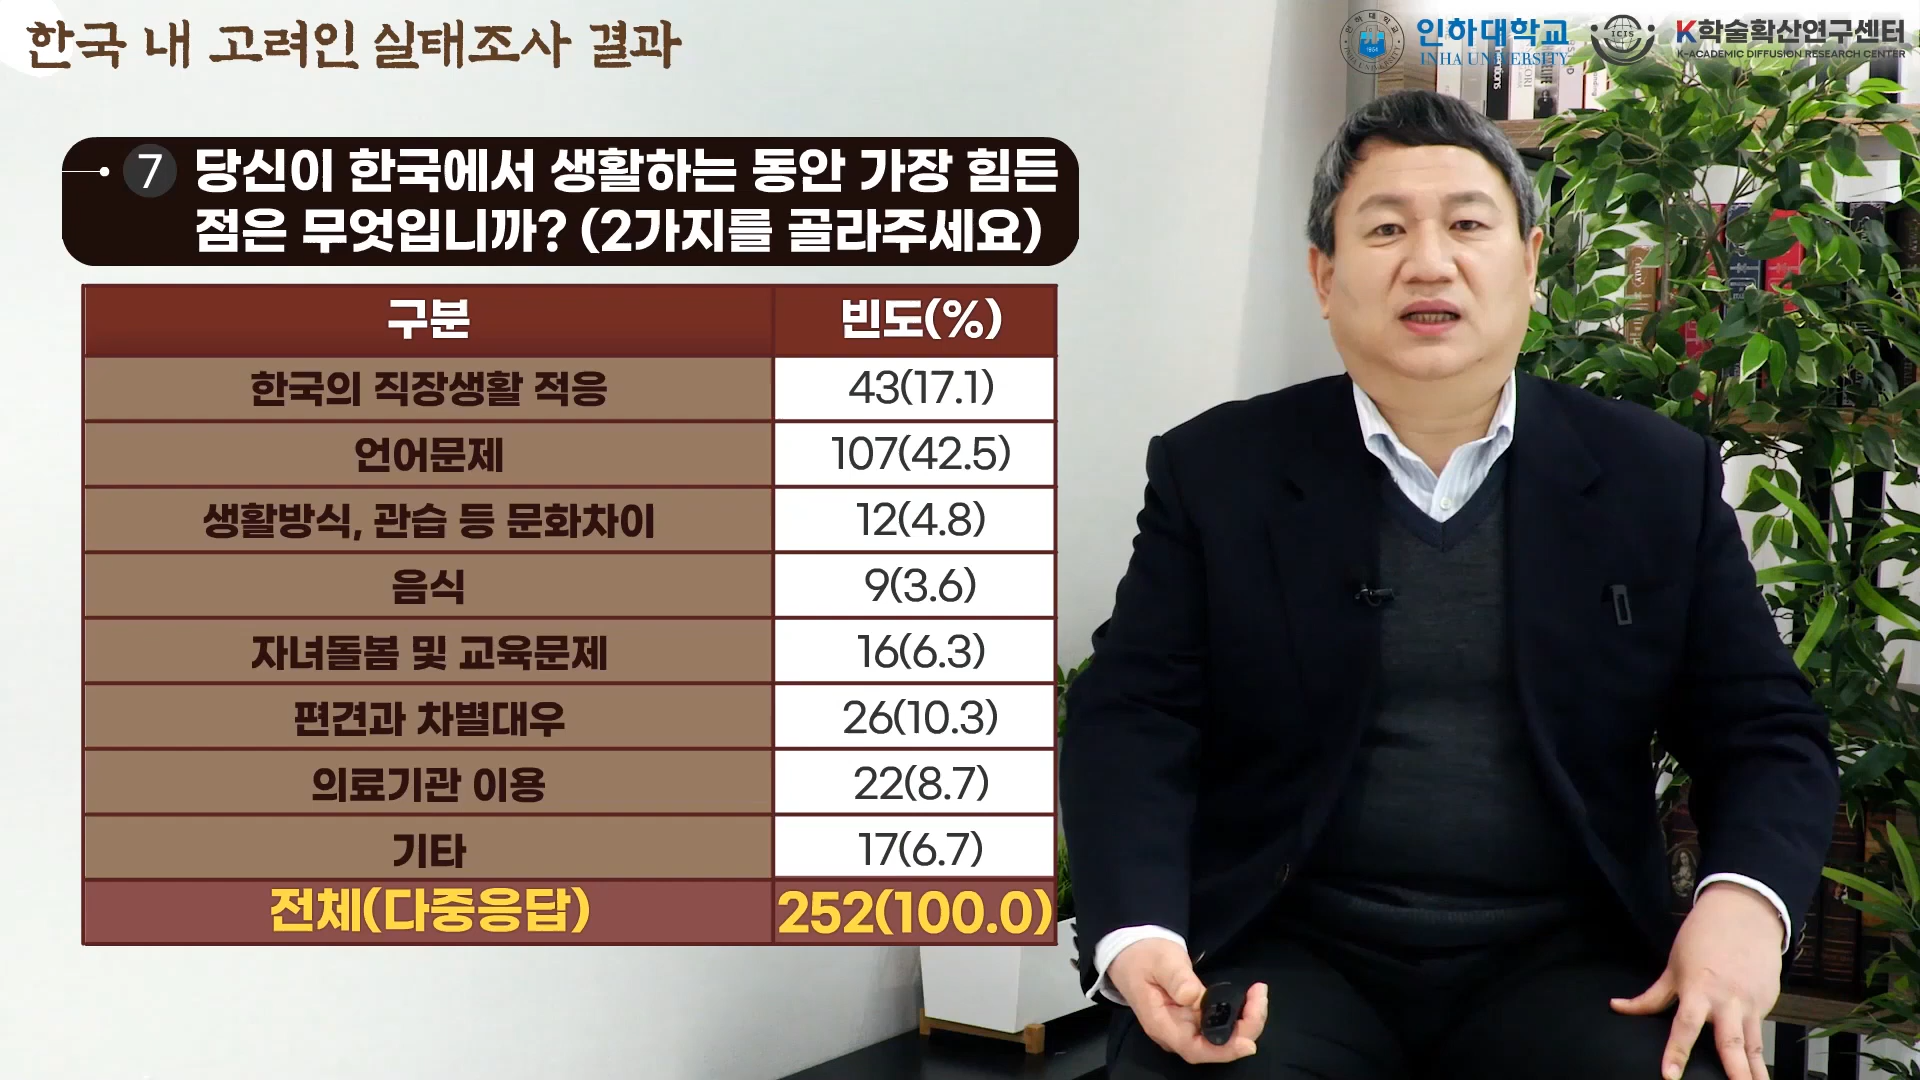 한국 내 고려인 실태조사 결과
인하대학교
INHA UNIVERSITY
1954
ICIS
K학술확산연구센터
K-ACADEMIC DIFFUSION RESEARCH CENTER
7 당신이 한국에서 생활하는 동안 가장 힘든
점은 무엇입니까? (2가지를 골라주세요)
구분 빈도(%)
한국의 직장생활 적응 43(17.1)
언어문제 107(42.5)
생활방식, 관습 등 문화차이 12(4.8)
음식 9(3.6)
자녀돌봄 및 교육문제 16(6.3)
편견과 차별대우 26(10.3)
의료기관 이용 22(8.7)
기타 17(6.7)
전체(다중응답) 252(100.0)